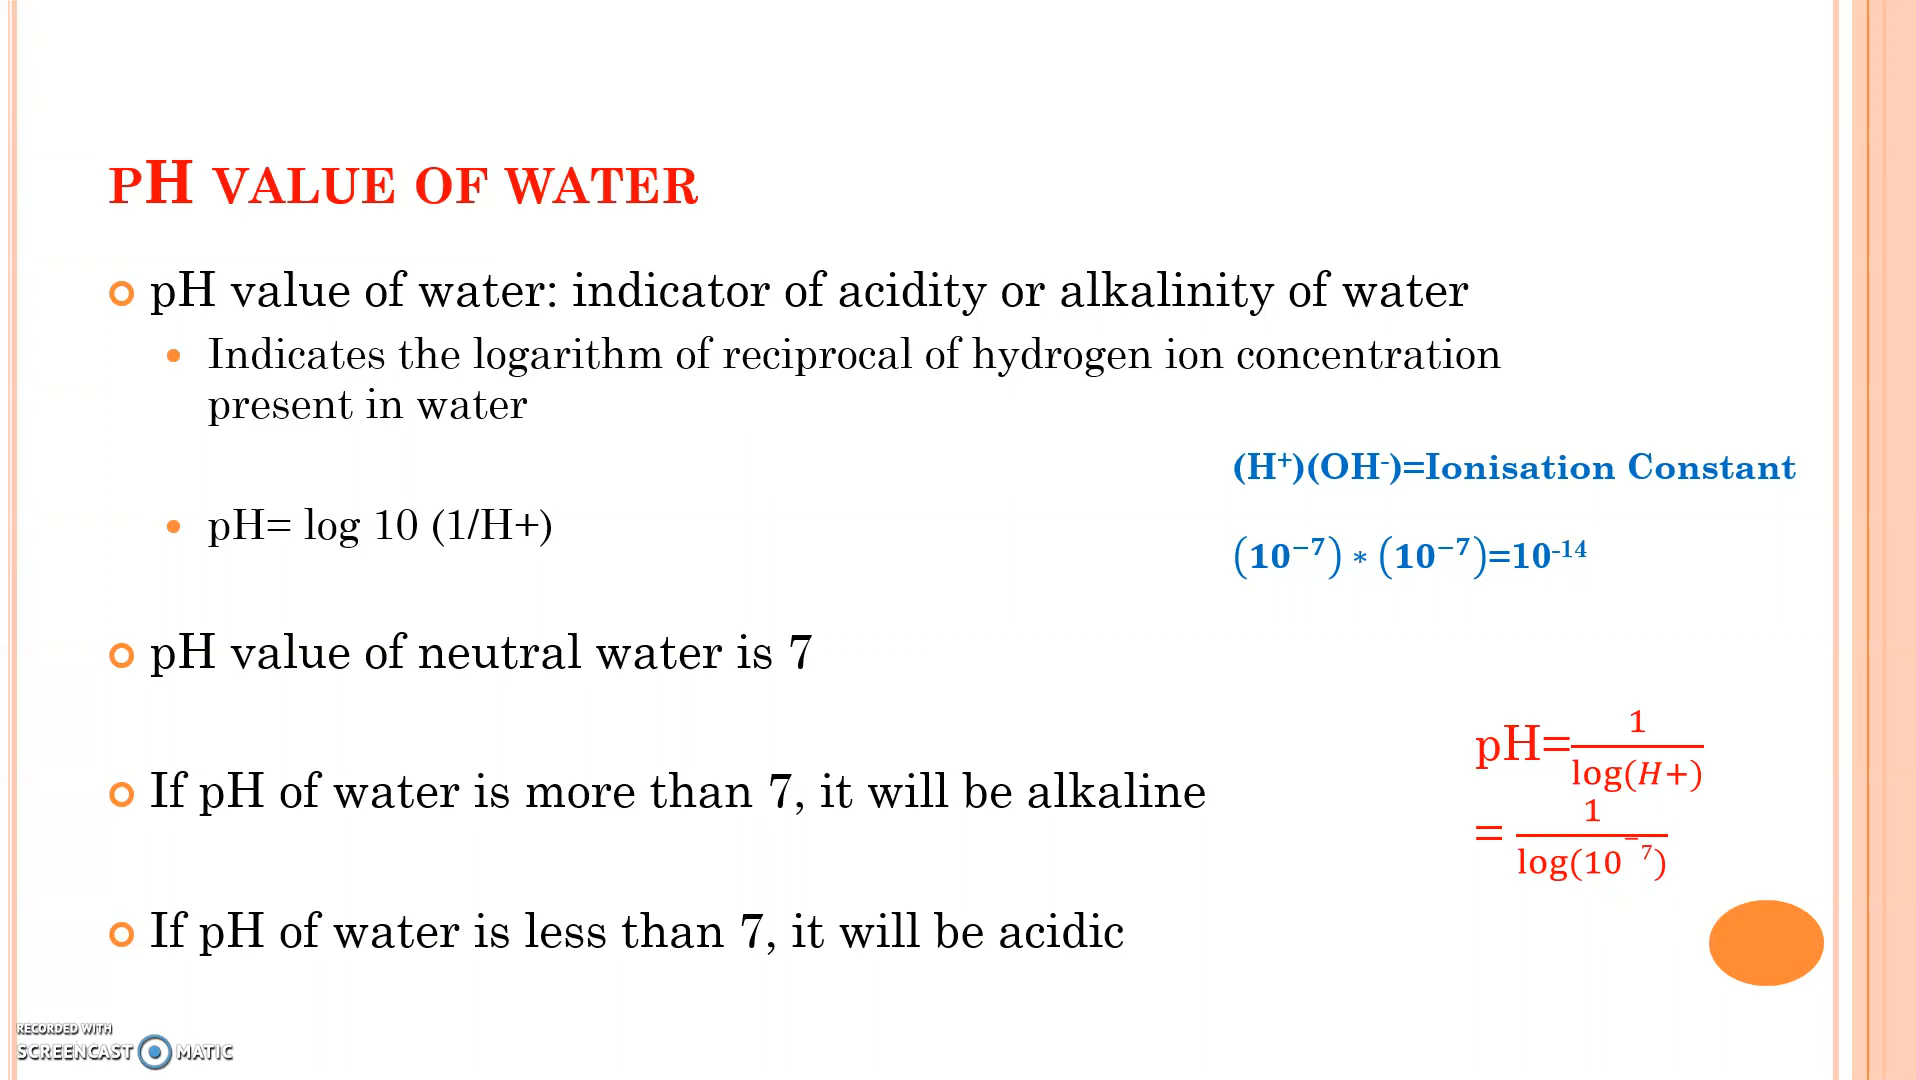 PH VALUE OF WATER
pH value of water: indicator of acidity or alkalinity of water
Indicates the logarithm of reciprocal of hydrogen ion concentration
present in water
(H⁺)(OH⁻)=Ionisation Constant
pH= log 10 (1/H+)
(10⁻⁷) * (10⁻⁷)=10⁻¹⁴
pH value of neutral water is 7
pH=1/log(H+)
If pH of water is more than 7, it will be alkaline
= 1/log(10⁻⁷)
If pH of water is less than 7, it will be acidic
RECORDED WITH
SCREENCAST MATIC